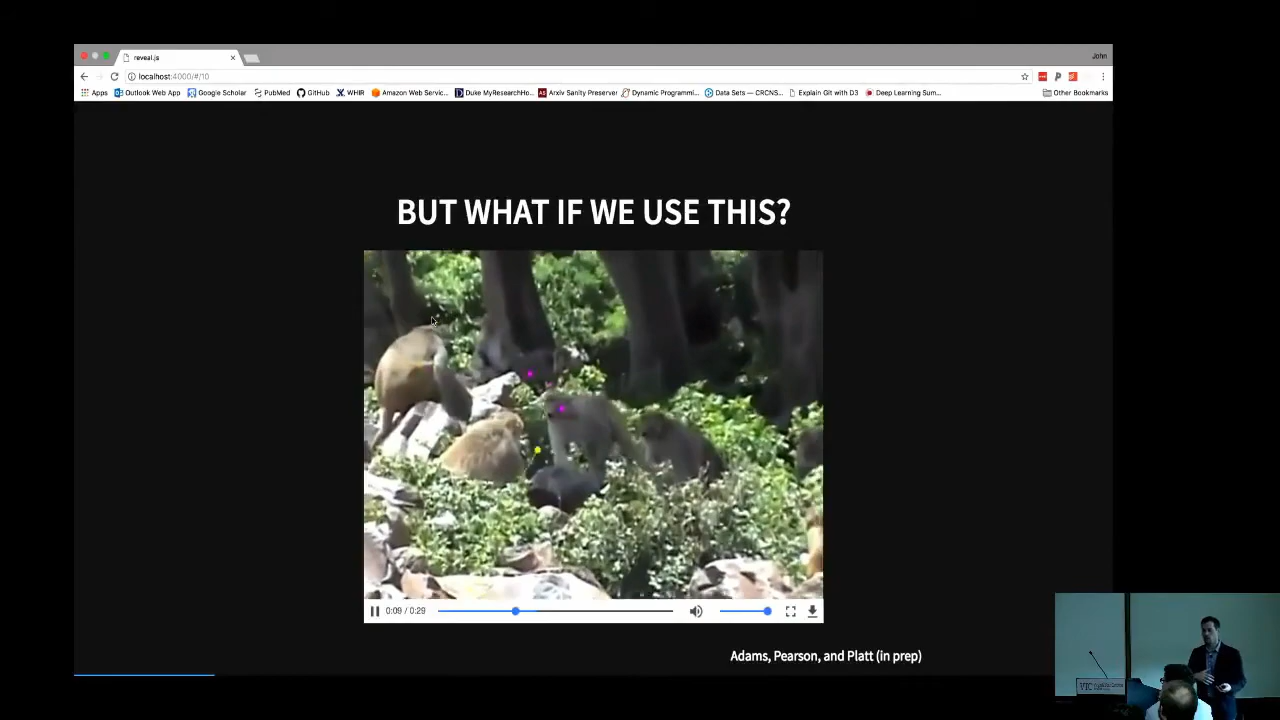 reveal.js
John
localhost:4000/#/10
Apps Outlook Web App Google Scholar PubMed GitHub WHIR Amazon Web Servic... Duke MyResearchHo... Arxiv Sanity Preserver Dynamic Programmi... Data Sets — CRCNS... Explain Git with D3 Deep Learning Sum... Other Bookmarks
BUT WHAT IF WE USE THIS?
0:09 / 0:29
Adams, Pearson, and Platt (in prep)